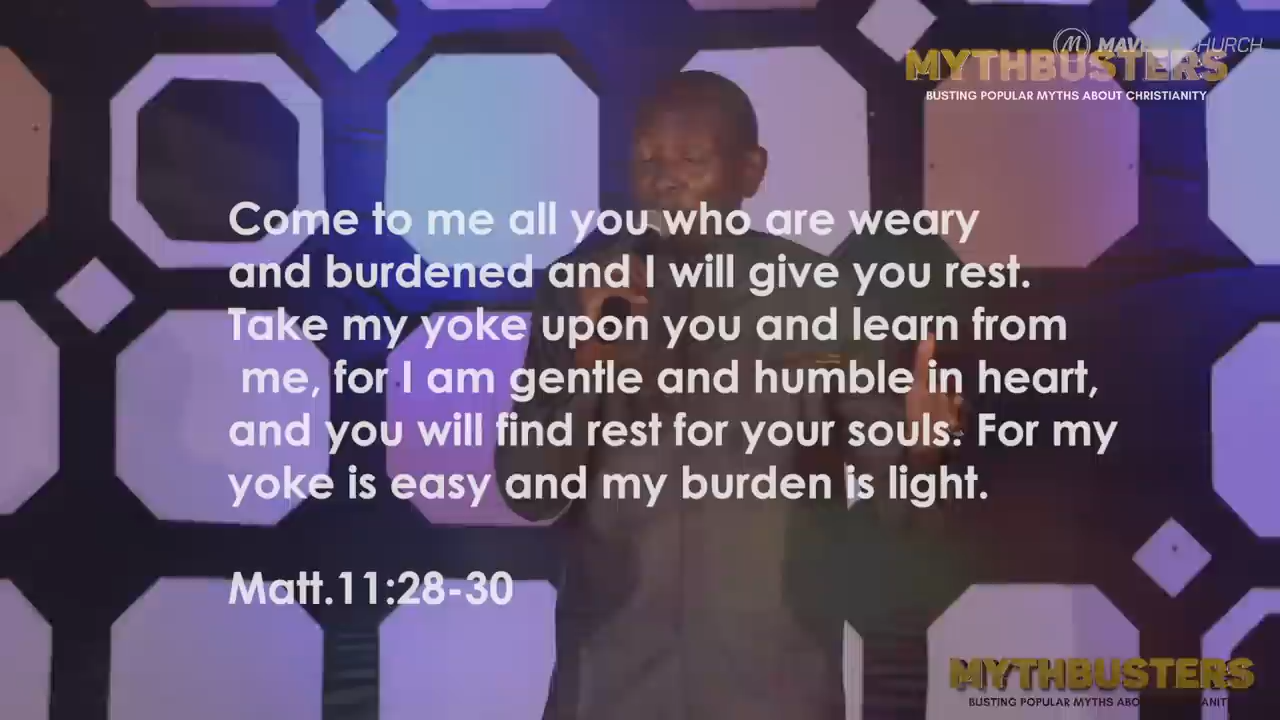 MAV CHURCH
MYTHBUSTERS
BUSTING POPULAR MYTHS ABOUT CHRISTIANITY
Come to me all you who are weary
and burdened and I will give you rest.
Take my yoke upon you and learn from
me, for I am gentle and humble in heart,
and you will find rest for your souls. For my
yoke is easy and my burden is light.
Matt.11:28-30
MYTHBUSTERS
BUSTING POPULAR MYTHS